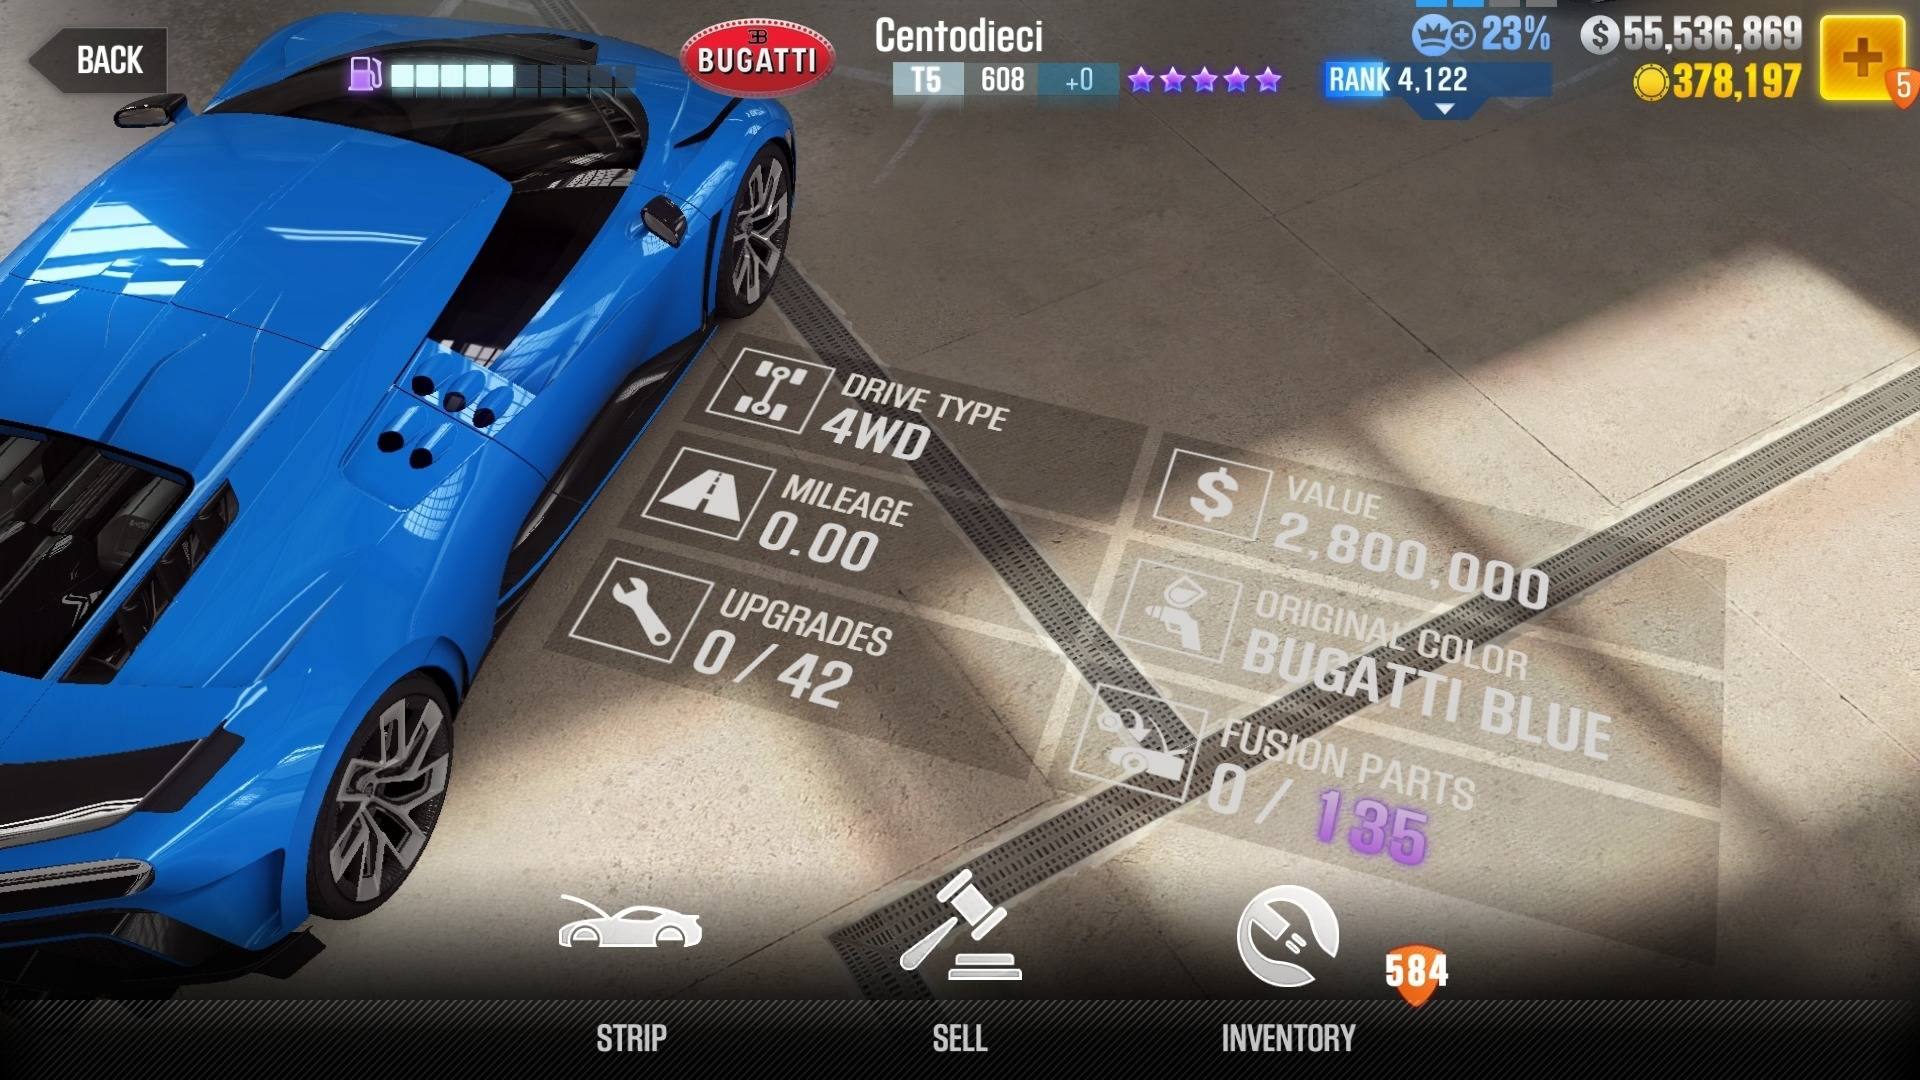 BACK
BUGATTI
Centodieci
T5 608 +0
RANK 4,122
23%
$ 55,536,869
378,197
5
DRIVE TYPE
4WD
MILEAGE
0.00
UPGRADES
0/42
$ VALUE
2,800,000
ORIGINAL COLOR
BUGATTI BLUE
FUSION PARTS
0/ 135
584
STRIP
SELL
INVENTORY